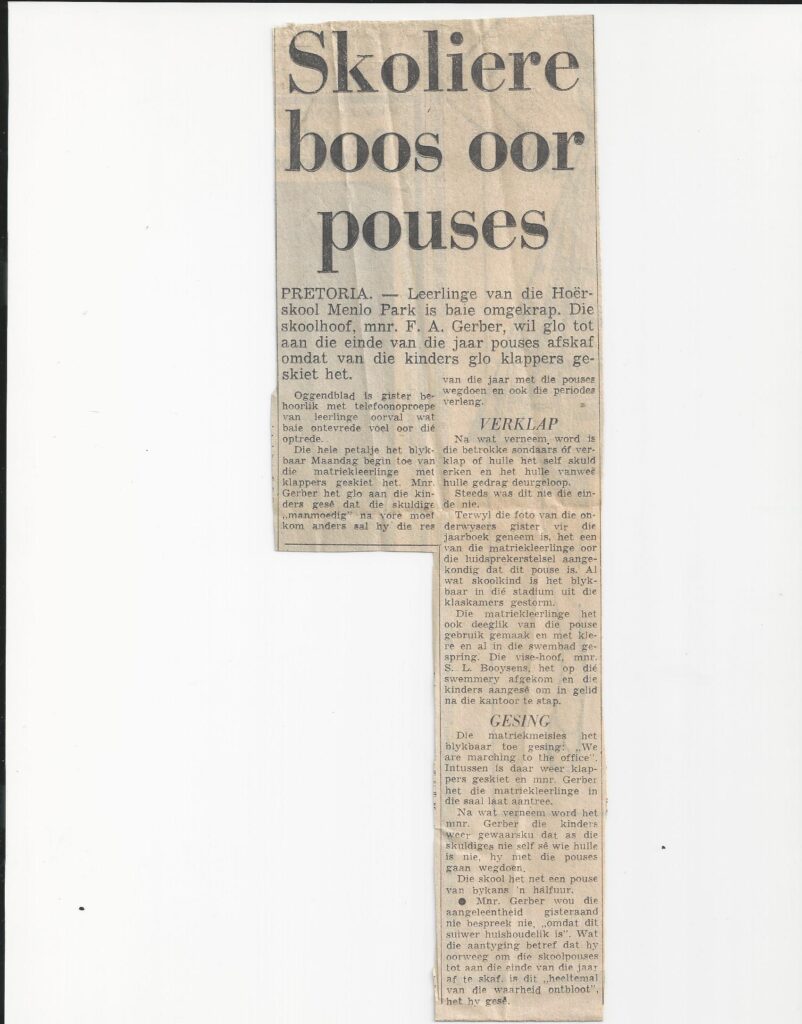 Skoliere
boos oor
pouses
PRETORIA. — Leerlinge van die Hoër-
skool Menlo Park is baie omgekrap. Die
skoolhoof, mnr. F. A. Gerber, wil glo tot
aan die einde van die jaar pouses afskaf
omdat van die kinders glo klappers ge-
skiet het.
Oggendblad is gister be-
hoorlik met telefoonoproepe
van leerlinge oorval wat
baie ontevrede voel oor dié
optrede.
Die hele petalje het blyk-
baar Maandag begin toe van
die matriekleerlinge met
klappers geskiet het. Mnr.
Gerber het glo aan die kin-
ders gesê dat die skuldige
„manmoedig" na vore moet
kom anders sal hy die res
van die jaar met die pouses
wegdoen en ook die periodes
verleng.
VERKLAP
Na wat verneem word is
die betrokke sondaars óf ver-
klap of hulle het self skuld
erken en het hulle vanweë
hulle gedrag deurgeloop.
Steeds was dit nie die ein-
de nie.
Terwyl die foto van die on-
derwysers gister vir die
jaarboek geneem is, het een
van die matriekleerlinge oor
die luidsprekerstelsel aange-
kondig dat dit pouse is. Al
wat skoolkind is het blyk-
baar in dié stadium uit die
klaskamers gestorm.
Die matriekleerlinge het
ook deeglik van die pouse
gebruik gemaak en met kle-
re en al in die swembad ge-
spring. Die vise-hoof, mnr.
S. L. Booysens, het op dié
swemmery afgekom en die
kinders aangesê om in gelid
na die kantoor te stap.
GESING
Die matriekmeisies het
blykbaar toe gesing: „We
are marching to the office".
Intussen is daar weer klap-
pers geskiet en mnr. Gerber
het die matriekleerlinge in
die saal laat aantree.
Na wat verneem word het
mnr. Gerber die kinders
weer gewaarsku dat as die
skuldiges nie self sê wie hulle
is nie, hy met die pouses
gaan wegdoen.
Die skool het net een pouse
van bykans 'n halfuur.
● Mnr. Gerber wou die
aangeleentheid gisteraand
nie bespreek nie, „omdat dit
suiwer huishoudelik is". Wat
die aantyging betref dat hy
oorweeg om die skoolpouses
tot aan die einde van die jaar
af te skaf, is dit „heeltemal
van die waarheid ontbloot",
het hy gesê.